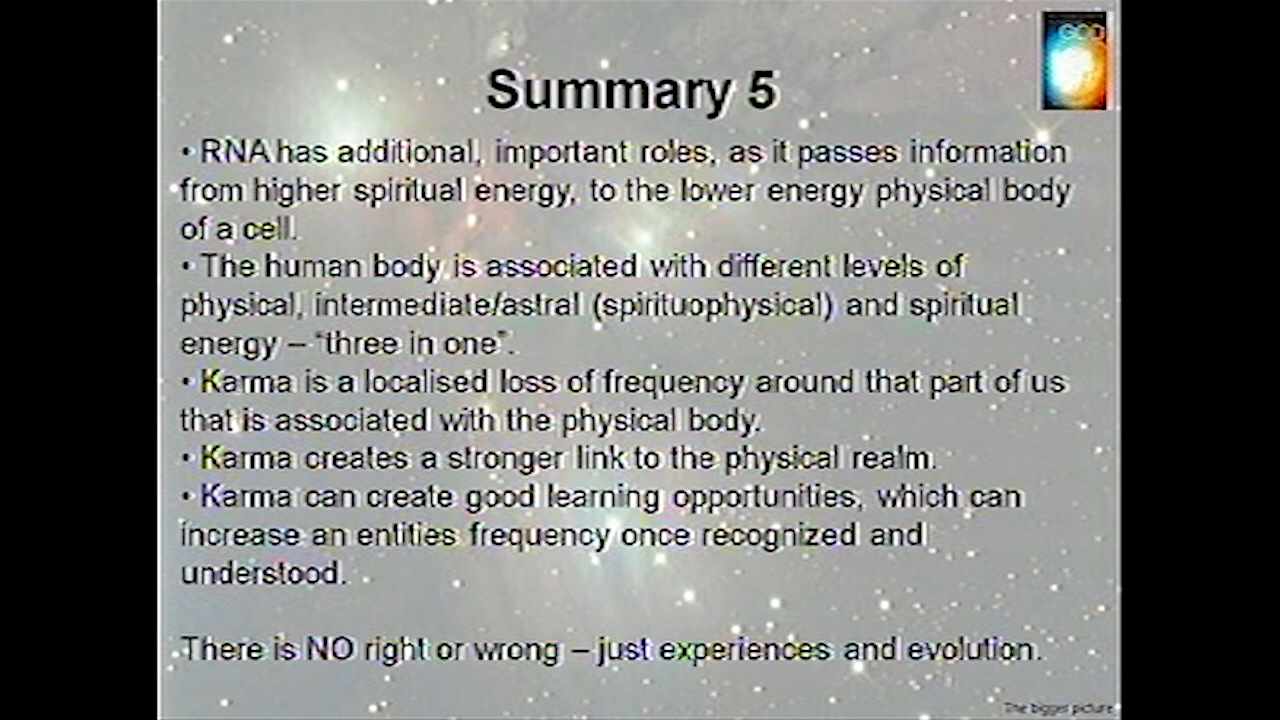 GOD
Summary 5
• RNA has additional, important roles, as it passes information
from higher spiritual energy, to the lower energy physical body
of a cell.
• The human body is associated with different levels of
physical, intermediate/astral (spirituophysical) and spiritual
energy – “three in one”.
• Karma is a localised loss of frequency around that part of us
that is associated with the physical body.
• Karma creates a stronger link to the physical realm.
• Karma can create good learning opportunities, which can
increase an entities frequency once recognized and
understood.
There is NO right or wrong – just experiences and evolution.
The bigger picture